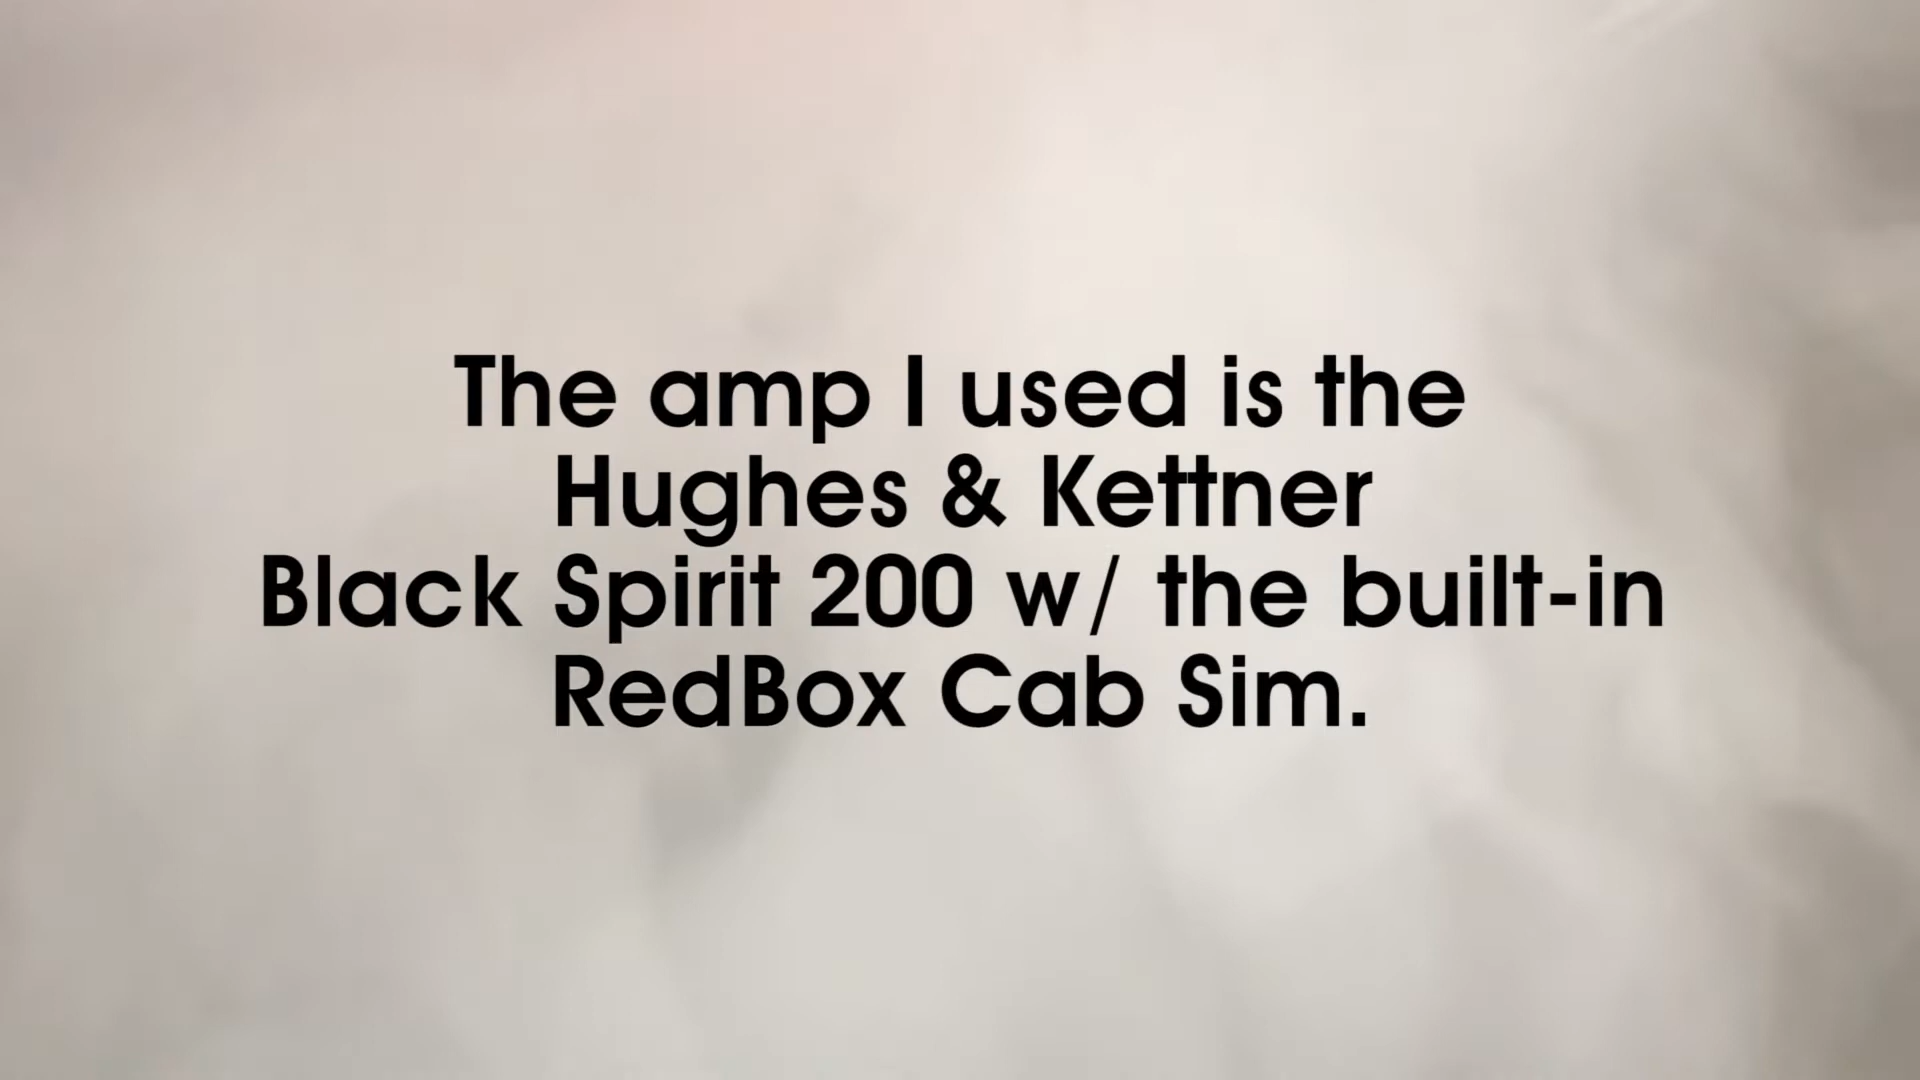 The amp I used is the
Hughes & Kettner
Black Spirit 200 w/ the built-in
RedBox Cab Sim.